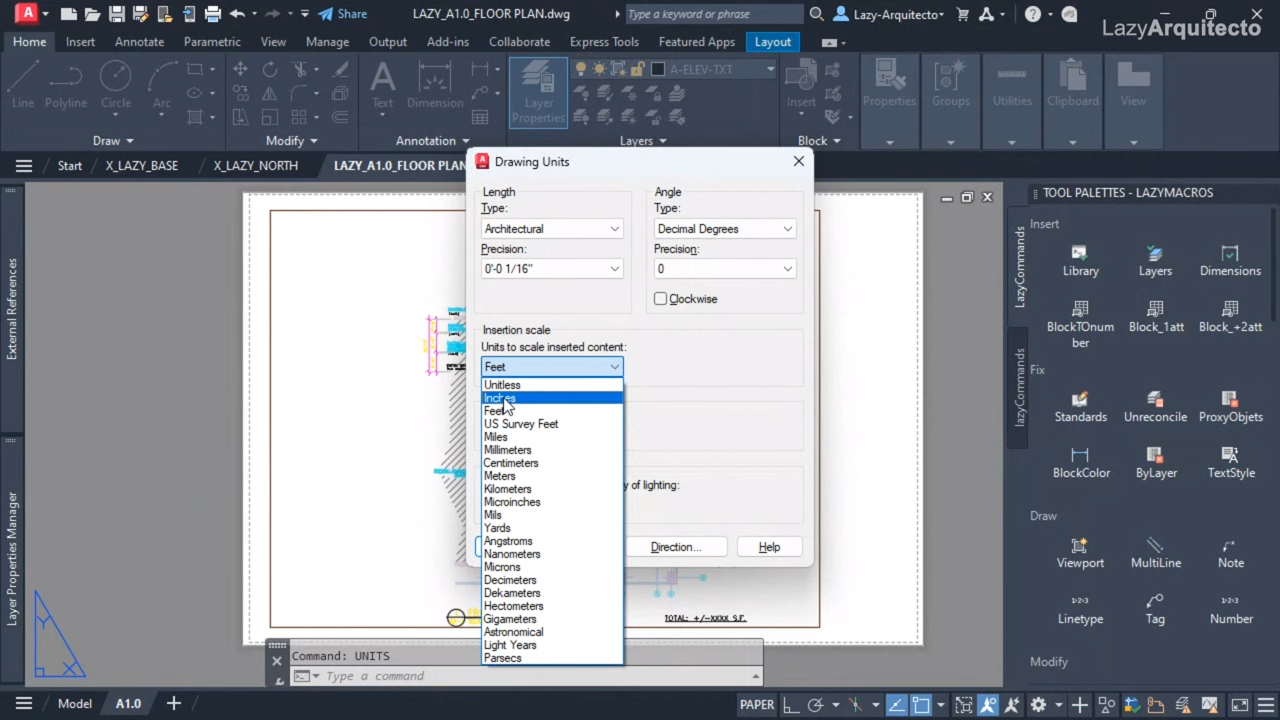 Share
LAZY_A1.0_FLOOR PLAN.dwg
Type a keyword or phrase
Lazy-Arquitecto
LazyArquitecto
Home
Insert
Annotate
Parametric
View
Manage
Output
Add-ins
Collaborate
Express Tools
Featured Apps
Layout
Line
Polyline
Circle
Arc
Text
Dimension
Layer
Properties
A-ELEV-TXT
Insert
Properties
Groups
Utilities
Clipboard
View
Draw
Modify
Annotation
Layers
Block
Start
X_LAZY_BASE
X_LAZY_NORTH
LAZY_A1.0_FLOOR PLAN
Drawing Units
Length
Type:
Architectural
Precision:
0'-0 1/16"
Angle
Type:
Decimal Degrees
Precision:
0
Clockwise
Insertion scale
Units to scale inserted content:
Feet
Unitless
Inches
Feet
US Survey Feet
Miles
Millimeters
Centimeters
Meters
Kilometers
Microinches
Mils
Yards
Angstroms
Nanometers
Microns
Decimeters
Dekameters
Hectometers
Gigameters
Astronomical
Light Years
Parsecs
y of lighting:
Direction...
Help
TOTAL: +/-XXXX S.F.
External References
Layer Properties Manager
Y
X
TOOL PALETTES - LAZYMACROS
LazyCommands
lazyCommands
Insert
Library
Layers
Dimensions
BlockTOnum
ber
Block_1att
Block_+2att
Fix
Standards
Unreconcile
ProxyObjets
BlockColor
ByLayer
TextStyle
Draw
Viewport
MultiLine
Note
Linetype
Tag
Number
Modify
Command: UNITS
Type a command
Model
A1.0
PAPER